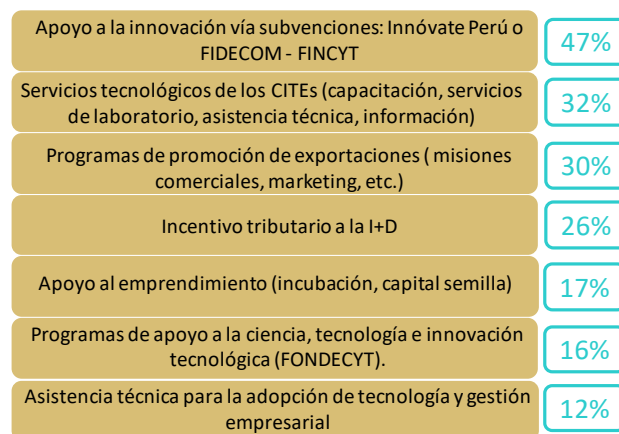 Apoyo a la innovación vía subvenciones: Innóvate Perú o
FIDECOM - FINCYT
47%
Servicios tecnológicos de los CITEs (capacitación, servicios
de laboratorio, asistencia técnica, información)
32%
Programas de promoción de exportaciones ( misiones
comerciales, marketing, etc.)
30%
Incentivo tributario a la I+D
26%
Apoyo al emprendimiento (incubación, capital semilla)
17%
Programas de apoyo a la ciencia, tecnología e innovación
tecnológica (FONDECYT).
16%
Asistencia técnica para la adopción de tecnología y gestión
empresarial
12%